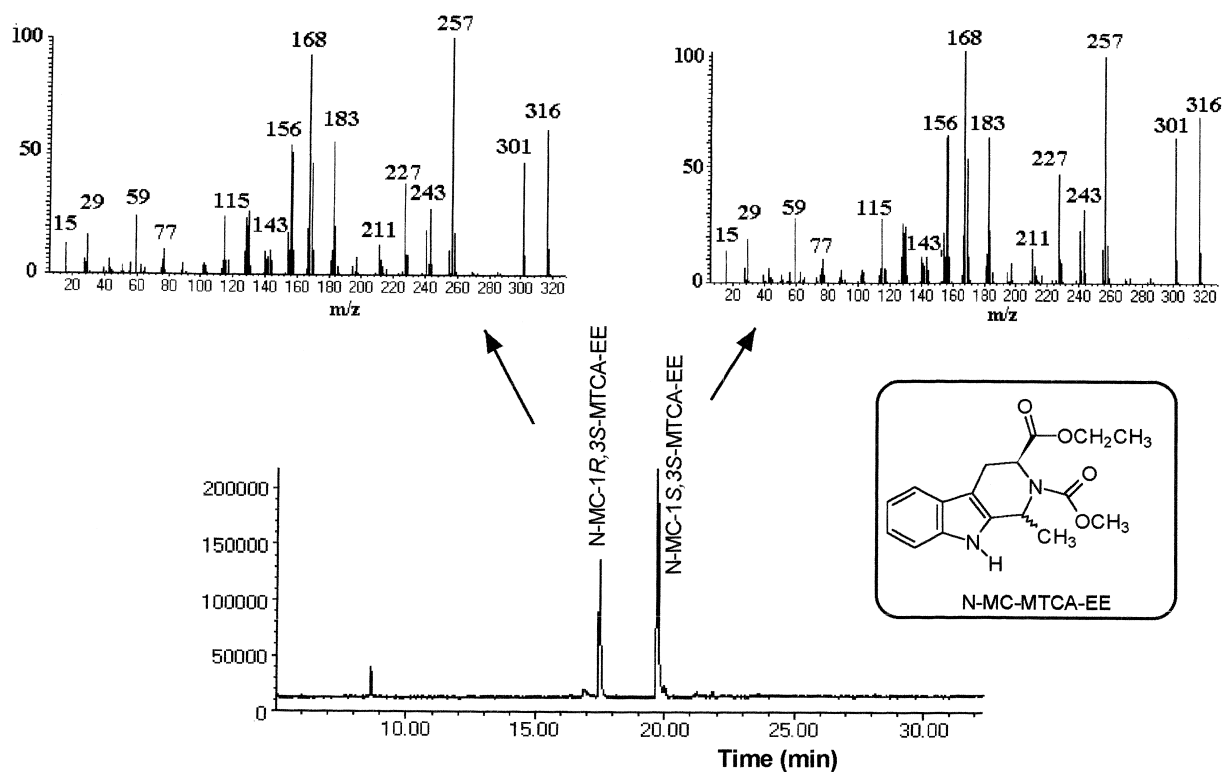 100
50
0
15
29
59
77
115
143
156
168
183
211
227
243
257
301
316
20 40 60 80 100 120 140 160 180 200 220 240 260 280 300 320
m/z
100
50
0
15
29
59
77
115
143
156
168
183
211
227
243
257
301
316
20 40 60 80 100 120 140 160 180 200 220 240 260 280 300 320
m/z
N-MC-1R,3S-MTCA-EE
N-MC-1S,3S-MTCA-EE
200000
150000
100000
50000
0
10.00 15.00 20.00 25.00 30.00
Time (min)
O
OCH2CH3
N
O
OCH3
CH3
N
H
N-MC-MTCA-EE